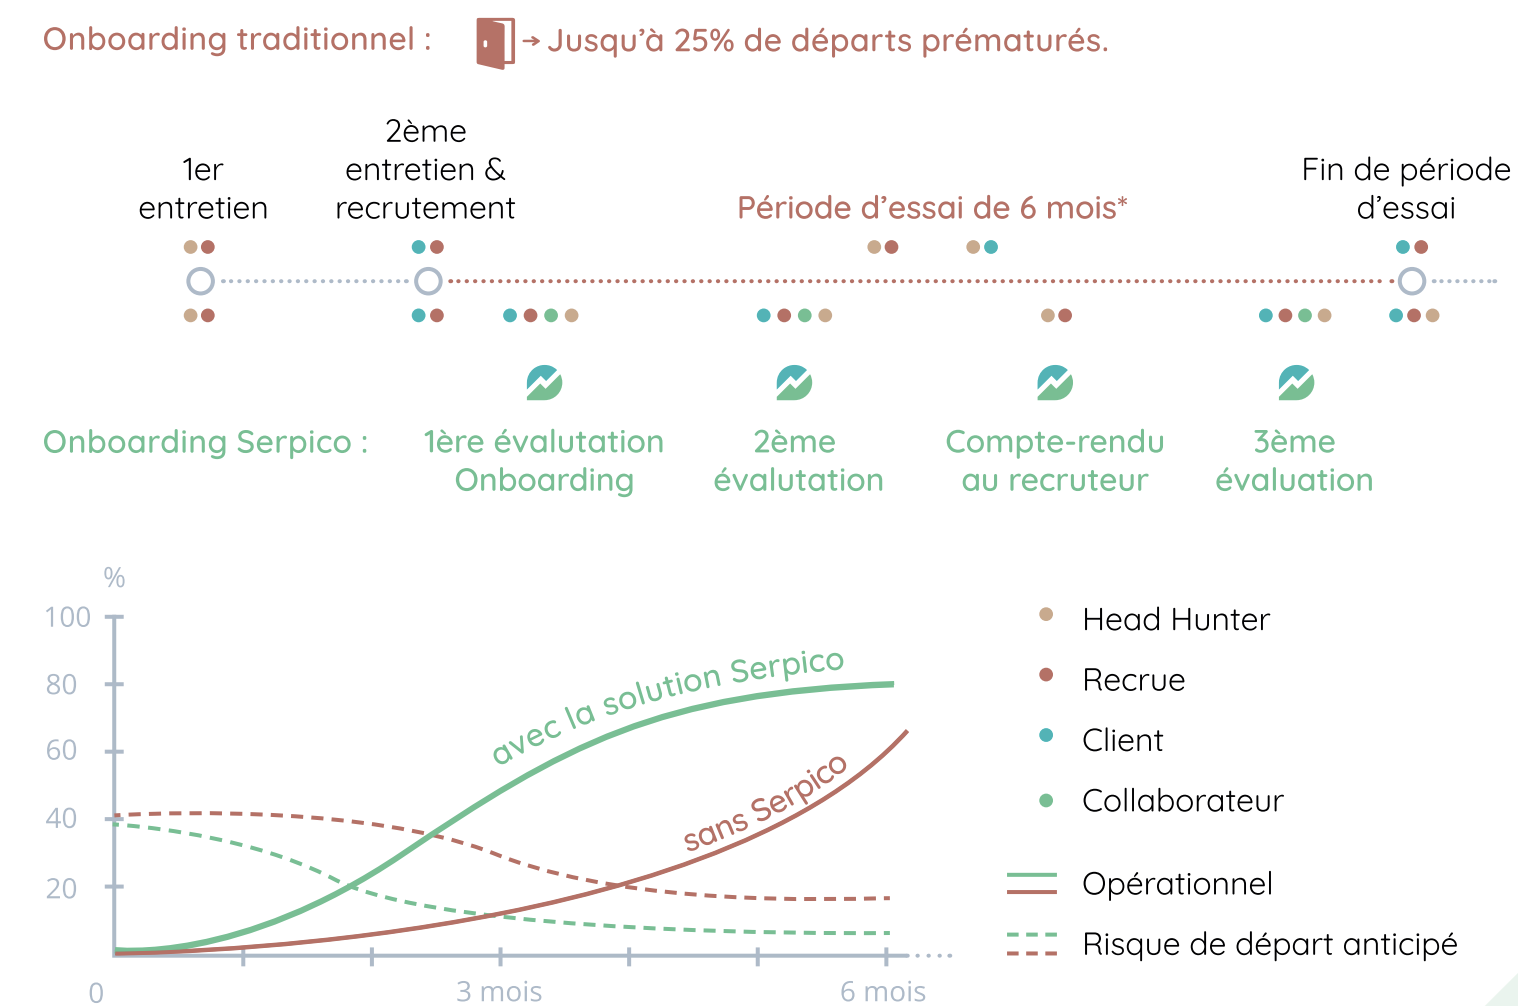 Onboarding traditionnel :
Jusqu’à 25% de départs prématurés.
1er
entretien
2ème
entretien &
recrutement
Période d’essai de 6 mois*
Fin de période
d’essai
Onboarding Serpico :
1ère évalutation
Onboarding
2ème
évalutation
Compte-rendu
au recruteur
3ème
évaluation
%
100
80
60
40
20
0
3 mois
6 mois
avec la solution Serpico
sans Serpico
Head Hunter
Recrue
Client
Collaborateur
Opérationnel
Risque de départ anticipé